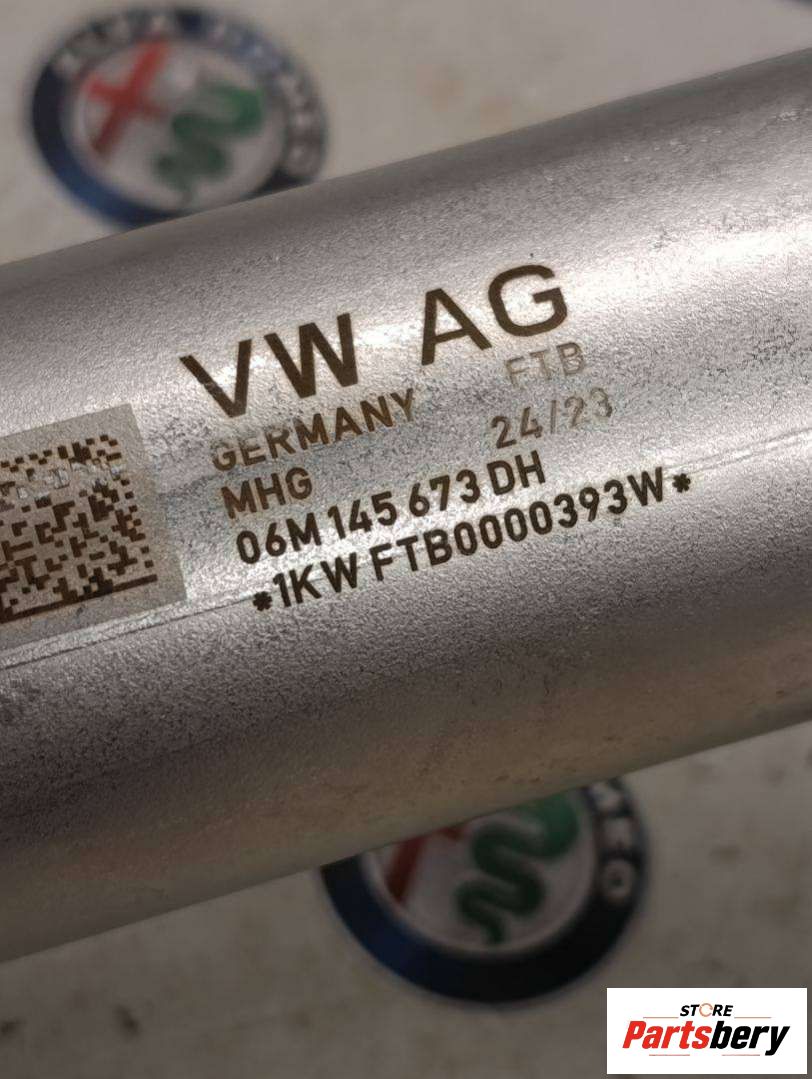 VW AG
GERMANY FTB
MHG 24/23
06M 145 673 DH
*1KW FTB0000393W*
STORE
Partsbery